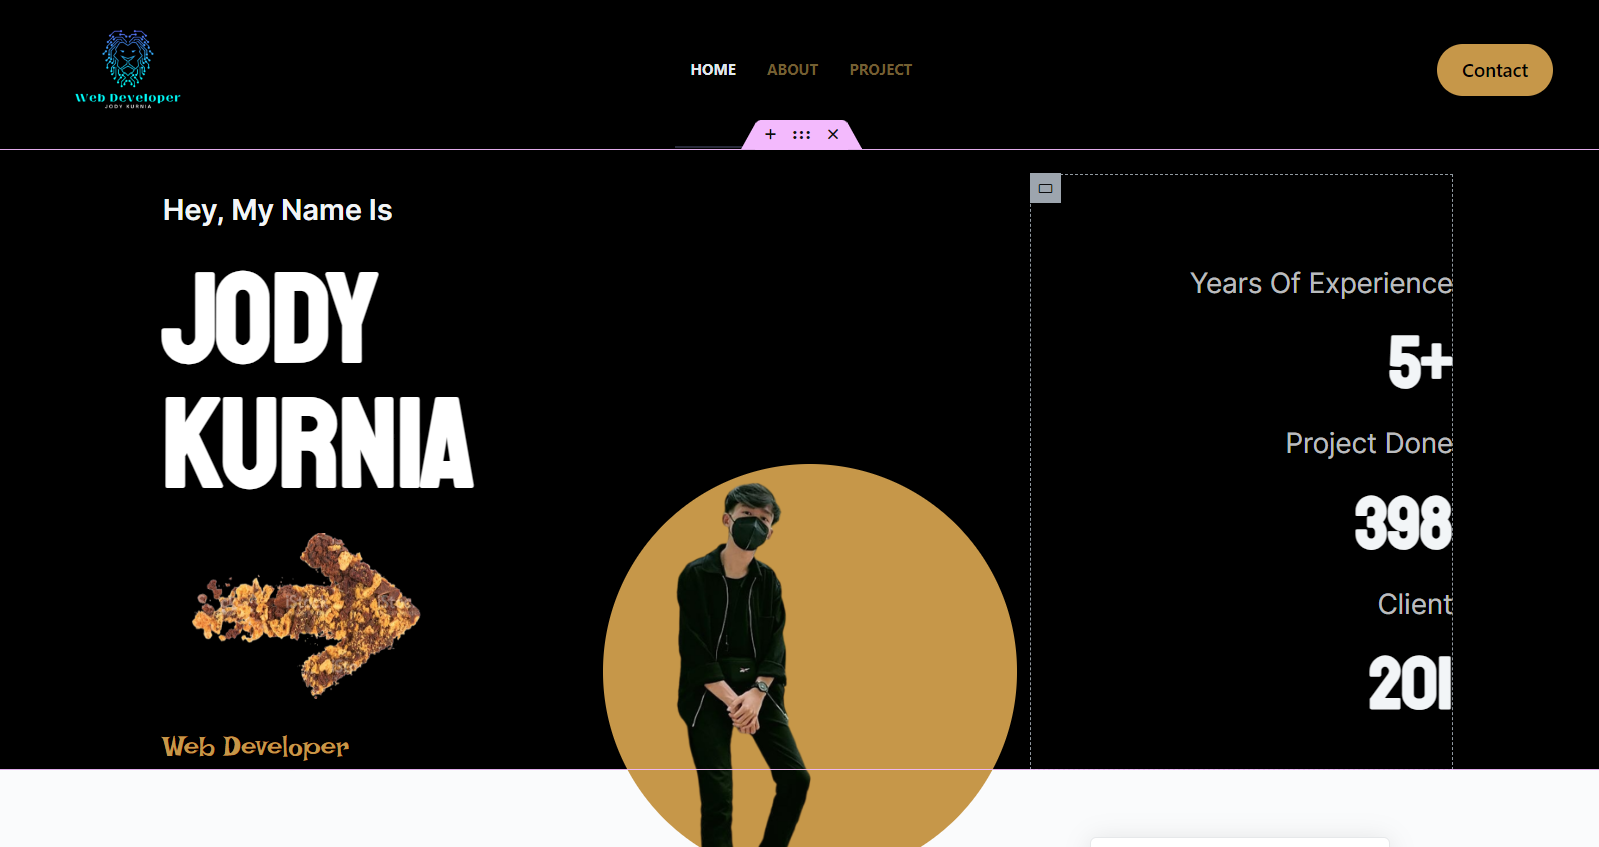 Web Developer
JODY KURNIA
HOME ABOUT PROJECT
Contact
Hey, My Name Is
JODY
KURNIA
Web Developer
Years Of Experience
5+
Project Done
398
Client
201